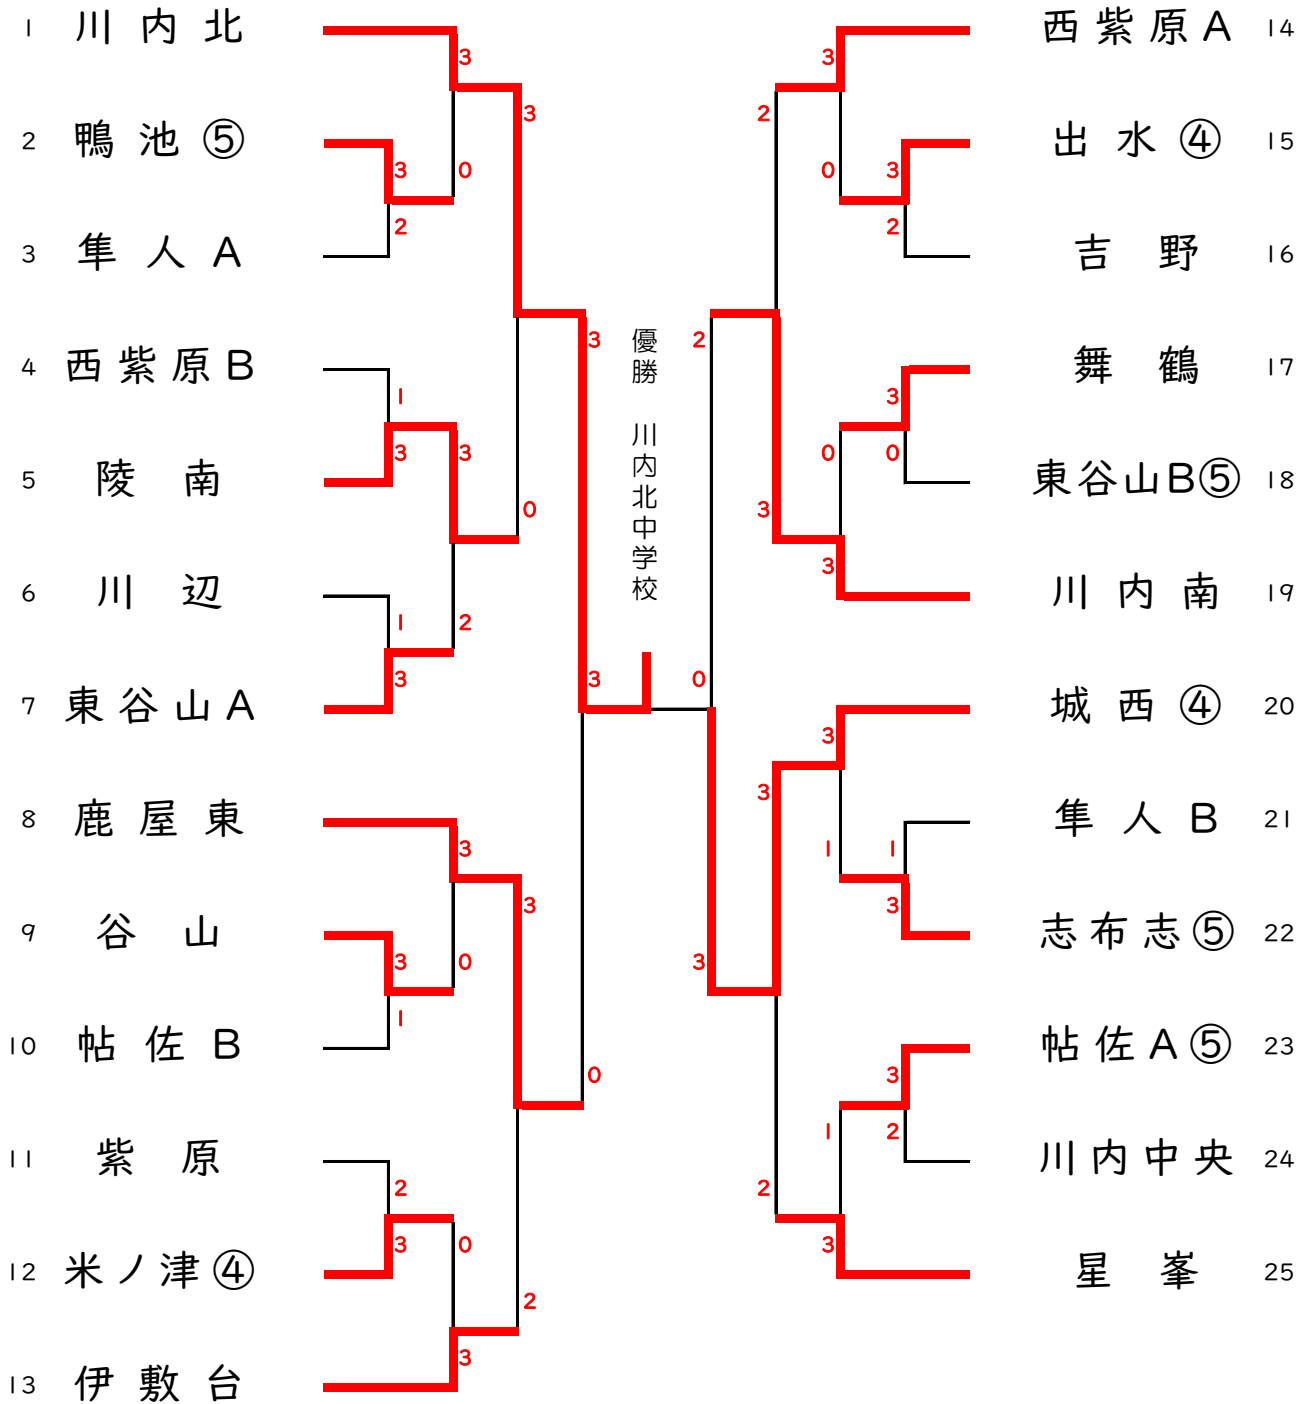 1 川内北
2 鴨池⑤
3 隼人A
4 西紫原B
5 陵南
6 川辺
7 東谷山A
8 鹿屋東
9 谷山
10 帖佐B
11 紫原
12 米ノ津④
13 伊敷台
3
3
3 0
2
1
3 3
0
1 2
3
3
3
3 0
1
2
3 0
2
3
3
0
3
優勝 川内北中学校
2
0
3
3
2
0 3
2
3
0 0
3
3
3
3
1 1
3
3
1 2
2
3
西紫原A 14
出水④ 15
吉野 16
舞鶴 17
東谷山B⑤ 18
川内南 19
城西④ 20
隼人B 21
志布志⑤ 22
帖佐A⑤ 23
川内中央 24
星峯 25